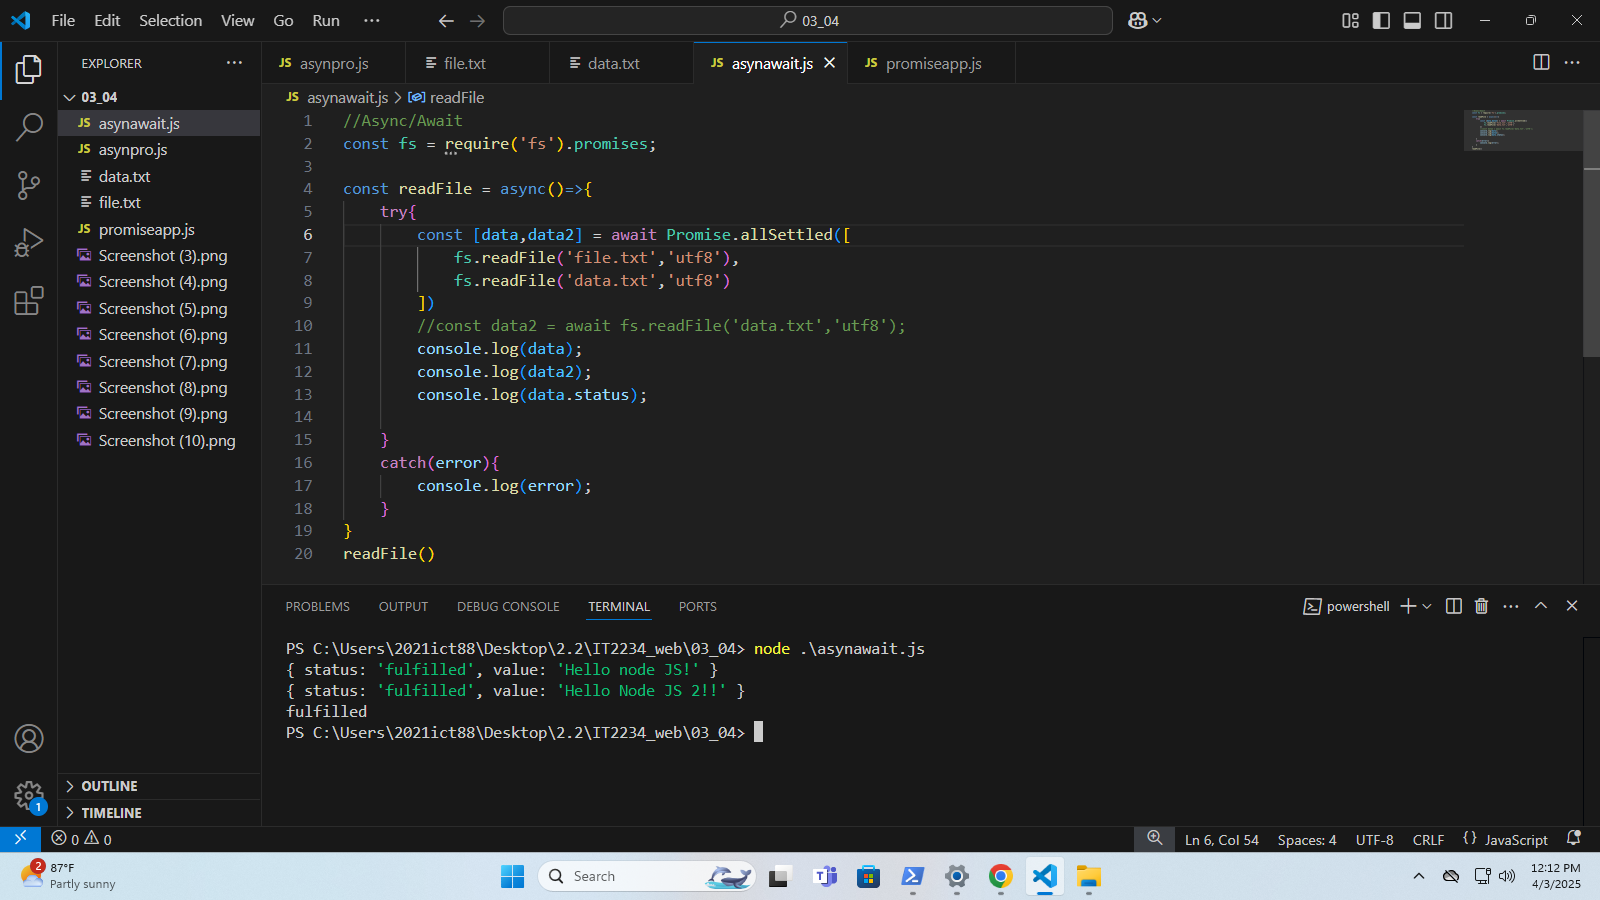 File Edit Selection View Go Run ··· 03_04
EXPLORER ···
03_04
JS asynawait.js
JS asynpro.js
data.txt
file.txt
JS promiseapp.js
Screenshot (3).png
Screenshot (4).png
Screenshot (5).png
Screenshot (6).png
Screenshot (7).png
Screenshot (8).png
Screenshot (9).png
Screenshot (10).png
OUTLINE
TIMELINE
1
JS asynpro.js file.txt data.txt JS asynawait.js JS promiseapp.js
JS asynawait.js > readFile
1 //Async/Await
2 const fs = require('fs').promises;
3
4 const readFile = async()=>{
5 try{
6 const [data,data2] = await Promise.allSettled([
7 fs.readFile('file.txt','utf8'),
8 fs.readFile('data.txt','utf8')
9 ])
10 //const data2 = await fs.readFile('data.txt','utf8');
11 console.log(data);
12 console.log(data2);
13 console.log(data.status);
14
15 }
16 catch(error){
17 console.log(error);
18 }
19 }
20 readFile()
PROBLEMS OUTPUT DEBUG CONSOLE TERMINAL PORTS powershell
PS C:\Users\2021ict88\Desktop\2.2\IT2234_web\03_04> node .\asynawait.js
{ status: 'fulfilled', value: 'Hello node JS!' }
{ status: 'fulfilled', value: 'Hello Node JS 2!!' }
fulfilled
PS C:\Users\2021ict88\Desktop\2.2\IT2234_web\03_04>
0 0 Ln 6, Col 54 Spaces: 4 UTF-8 CRLF {} JavaScript
2 87°F
Partly sunny
Search
12:12 PM
4/3/2025